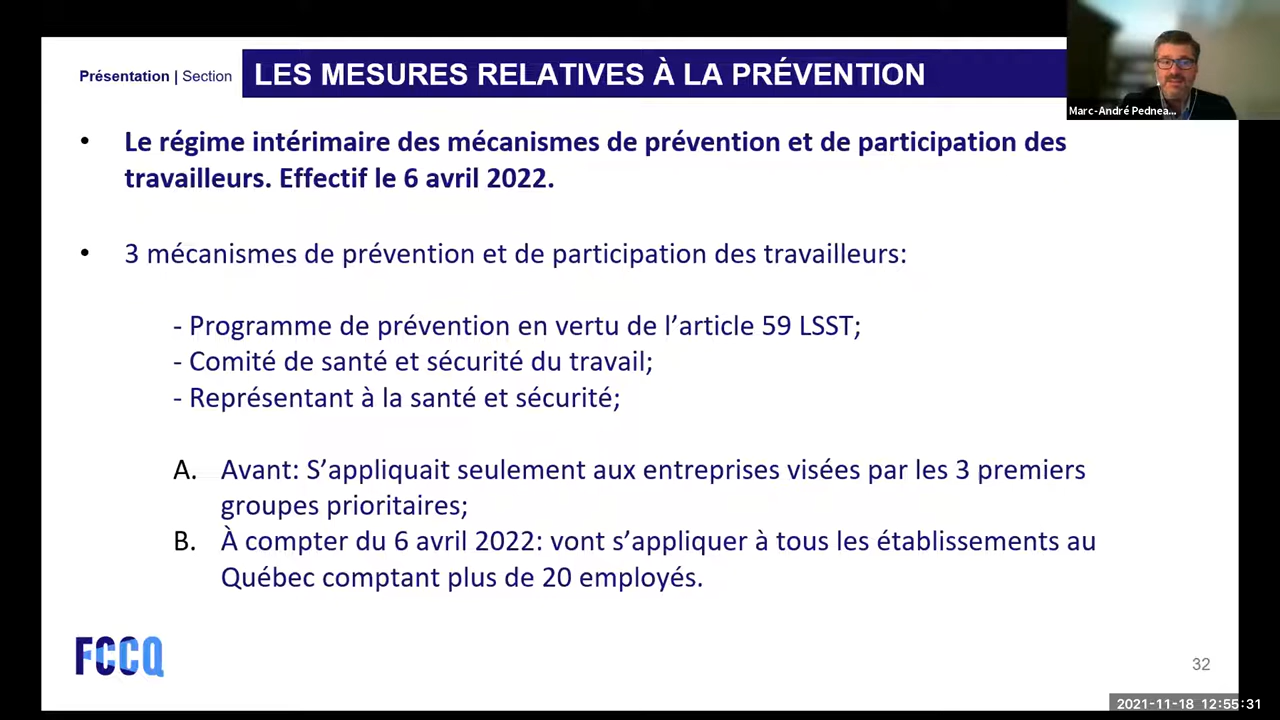 Présentation | Section
LES MESURES RELATIVES À LA PRÉVENTION
Marc-André Pednea...
• Le régime intérimaire des mécanismes de prévention et de participation des
travailleurs. Effectif le 6 avril 2022.
• 3 mécanismes de prévention et de participation des travailleurs:
- Programme de prévention en vertu de l’article 59 LSST;
- Comité de santé et sécurité du travail;
- Représentant à la santé et sécurité;
A. Avant: S’appliquait seulement aux entreprises visées par les 3 premiers
groupes prioritaires;
B. À compter du 6 avril 2022: vont s’appliquer à tous les établissements au
Québec comptant plus de 20 employés.
FCCQ
32
2021-11-18 12:55:31